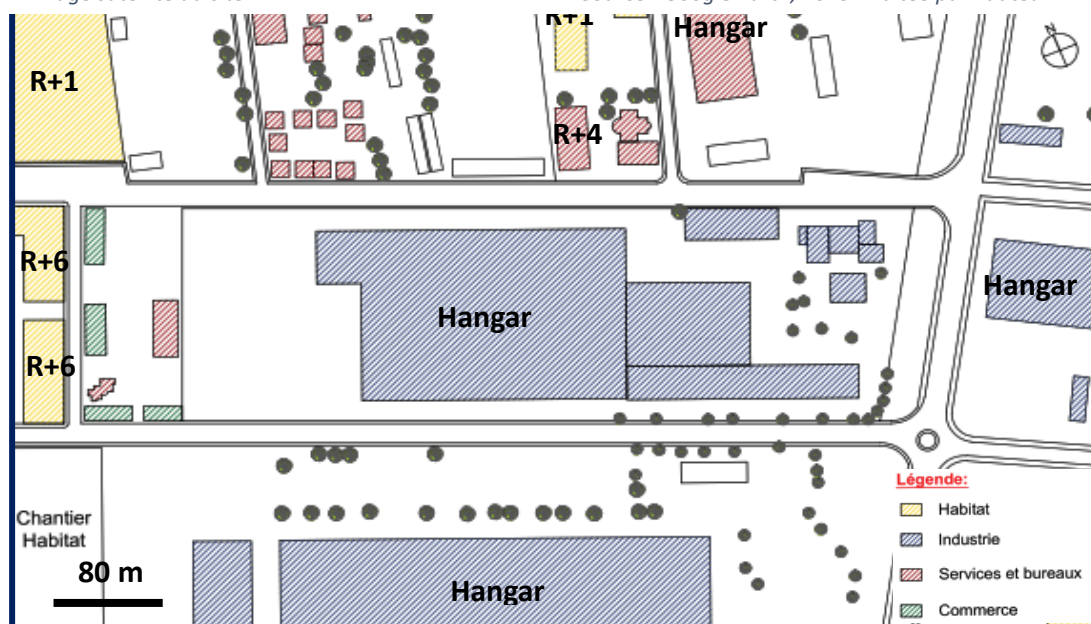 R+1
R+1
Hangar
R+4
R+6
Hangar
Hangar
R+6
Légende:
Habitat
Chantier
Habitat
Industrie
80 m
Services et bureaux
Hangar
Commerce
N